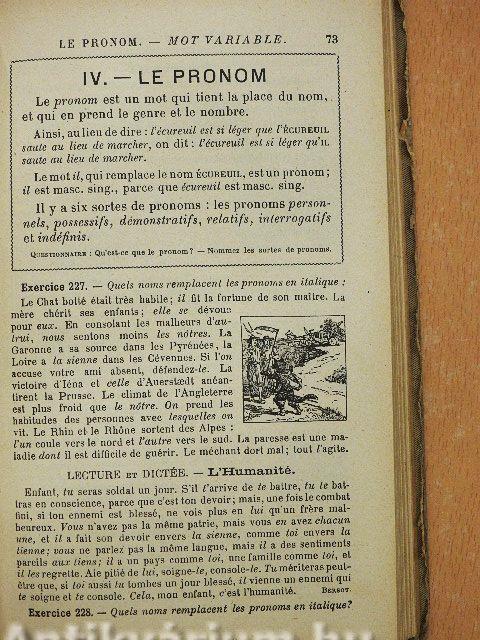 LE PRONOM. — MOT VARIABLE. 73
IV. — LE PRONOM
Le pronom est un mot qui tient la place du nom,
et qui en prend le genre et le nombre.
Ainsi, au lieu de dire : l'écureuil est si léger que l'ÉCUREUIL
saute au lieu de marcher, on dit : l'écureuil est si léger qu'IL
saute au lieu de marcher.
Le mot il, qui remplace le nom ÉCUREUIL, est un pronom ;
il est masc. sing., parce que écureuil est masc. sing.
Il y a six sortes de pronoms : les pronoms person-
nels, possessifs, démonstratifs, relatifs, interrogatifs
et indéfinis.
QUESTIONNAIRE : Qu'est-ce que le pronom ? — Nommez les sortes de pronoms.
Exercice 227. — Quels noms remplacent les pronoms en italique :
Le Chat botté était très habile ; il fit la fortune de son maître. La
mère chérit ses enfants ; elle se dévoue
pour eux. En consolant les malheurs d'au-
trui, nous sentons moins les nôtres. La
Garonne a sa source dans les Pyrénées, la
Loire a la sienne dans les Cévennes. Si l'on
accuse votre ami absent, défendez-le. La
victoire d'Iéna et celle d'Auerstædt anéan-
tirent la Prusse. Le climat de l'Angleterre
est plus froid que le nôtre. On prend les
habitudes des personnes avec lesquelles on
vit. Le Rhin et le Rhône sortent des Alpes :
l'un coule vers le nord et l'autre vers le sud. La paresse est une ma-
ladie dont il est difficile de guérir. Le méchant dort mal ; tout l'agite.
LECTURE ET DICTÉE. — L'Humanité.
Enfant, tu seras soldat un jour. S'il t'arrive de te battre, tu te bat-
tras en conscience, parce que c'est ton devoir ; mais, une fois le combat
fini, si ton ennemi est blessé, ne vois plus en lui qu'un frère mal-
heureux. Vous n'avez pas la même patrie, mais vous en avez chacun
une, et il a fait son devoir envers la sienne, comme toi envers la
tienne ; vous ne parlez pas la même langue, mais il a des sentiments
pareils aux tiens ; il a un pays comme toi, une famille comme toi, et
il les regrette. Aie pitié de lui, soigne-le, console-le. Tu mériteras peut-
être que, si toi aussi tu tombes un jour blessé, il vienne un ennemi qui
te soigne et te console. Cela, mon enfant, c'est l'humanité. BERSOT.
Exercice 228. — Quels noms remplacent les pronoms en italique ?